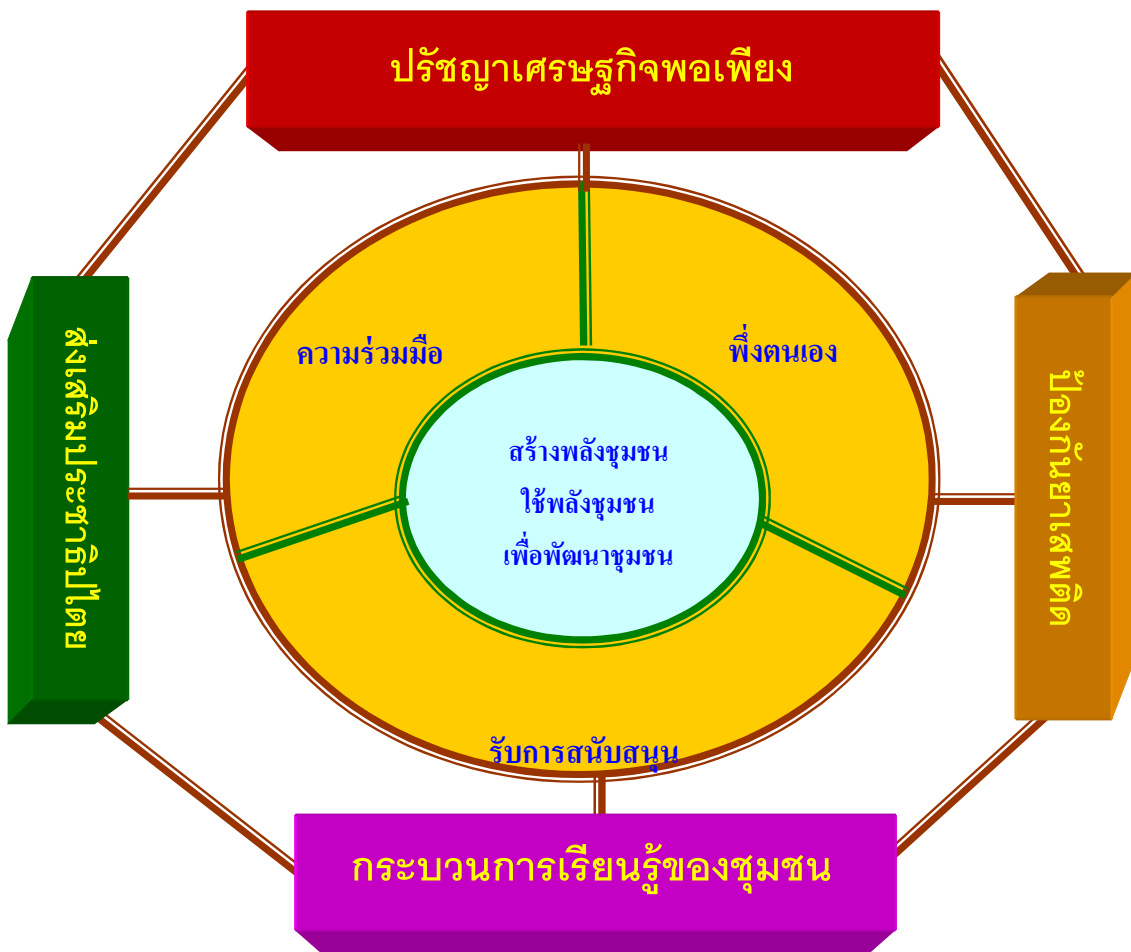 ปรัชญาเศรษฐกิจพอเพียง
ความร่วมมือ
พึ่งตนเอง
ส่งเสริมประชาธิปไตย
ป้องกันยาเสพติด
สร้างพลังชุมชน
ใช้พลังชุมชน
เพื่อพัฒนาชุมชน
รับการสนับสนุน
กระบวนการเรียนรู้ของชุมชน